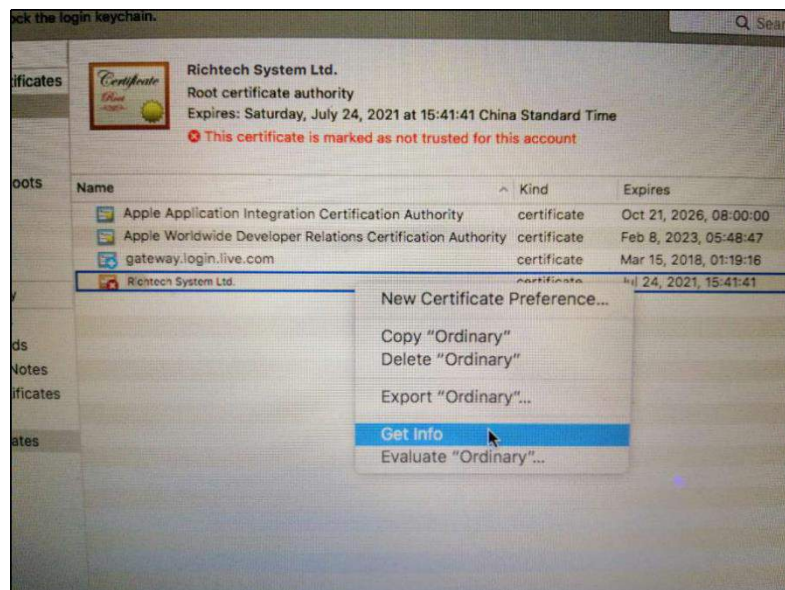 ck the login keychain.
Sear
ificates
Certificate
Root
Richtech System Ltd.
Root certificate authority
Expires: Saturday, July 24, 2021 at 15:41:41 China Standard Time
This certificate is marked as not trusted for this account
oots
Name Kind Expires
Apple Application Integration Certification Authority certificate Oct 21, 2026, 08:00:00
Apple Worldwide Developer Relations Certification Authority certificate Feb 8, 2023, 05:48:47
gateway.login.live.com certificate Mar 15, 2018, 01:19:16
Richtech System Ltd. certificate Jul 24, 2021, 15:41:41
y
ds
Notes
ificates
ates
New Certificate Preference...
Copy "Ordinary"
Delete "Ordinary"
Export "Ordinary"...
Get Info
Evaluate "Ordinary"...